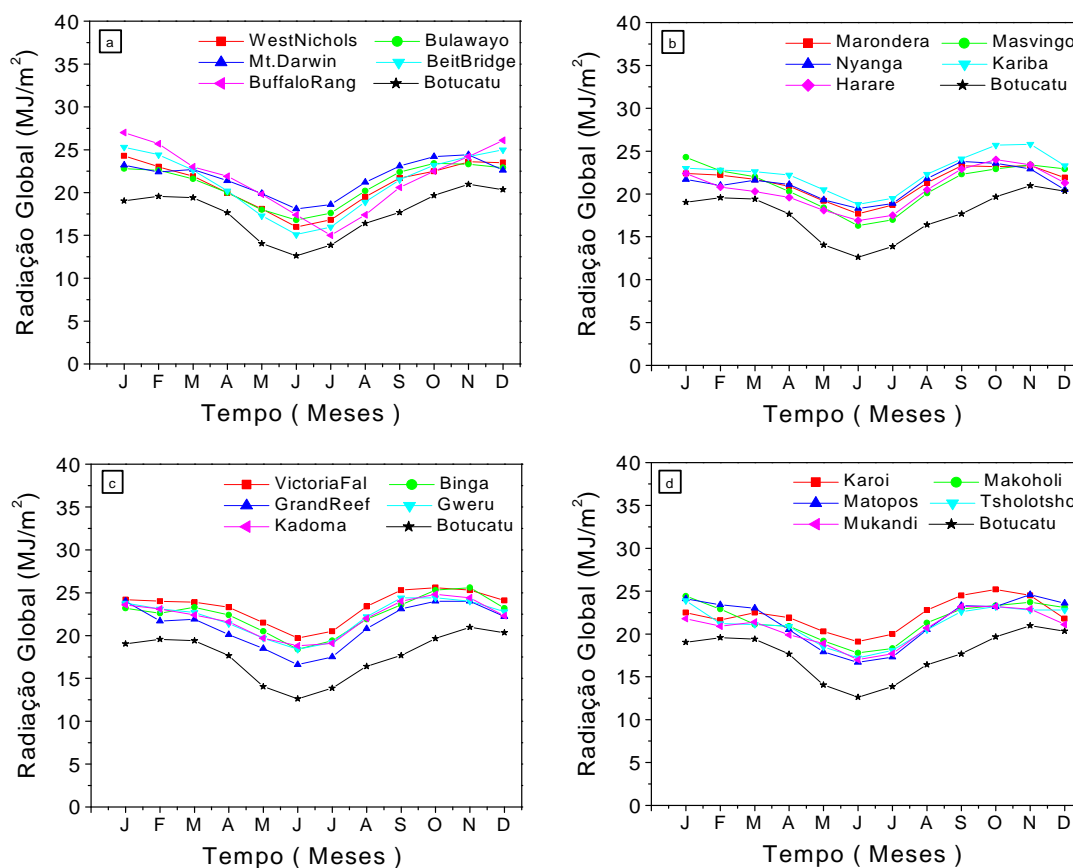 a
WestNichols Bulawayo
Mt.Darwin BeitBridge
BuffaloRang Botucatu
Radiação Global (MJ/m²)
40
35
30
25
20
15
10
5
0
J F M A M J J A S O N D
Tempo ( Meses )
b
Marondera Masvingo
Nyanga Kariba
Harare Botucatu
Radiação Global (MJ/m²)
40
35
30
25
20
15
10
5
0
J F M A M J J A S O N D
Tempo ( Meses )
c
VictoriaFal Binga
GrandReef Gweru
Kadoma Botucatu
Radiação Global (MJ/m²)
40
35
30
25
20
15
10
5
0
J F M A M J J A S O N D
Tempo ( Meses )
d
Karoi Makoholi
Matopos Tsholotsho
Mukandi Botucatu
Radiação Global (MJ/m²)
40
35
30
25
20
15
10
5
0
J F M A M J J A S O N D
Tempo ( Meses )